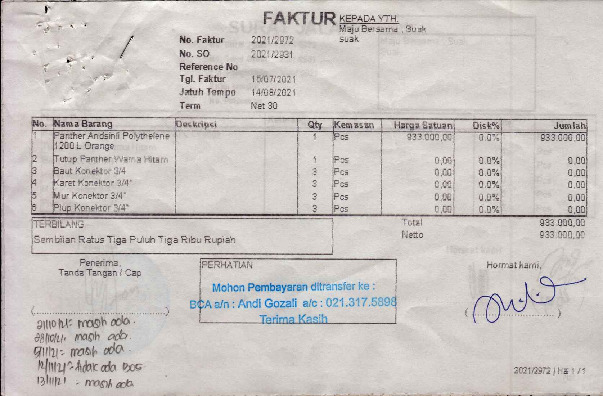 FAKTUR
KEPADA YTH.
Maju Bersama , Suak
suak
No. Faktur 2021/2972
No. SO 2021/2931
Reference No
Tgl. Faktur 15/07/2021
Jatuh Tempo 14/08/2021
Term Net 30
No. Nama Barang Deskripsi Qty Kemasan Harga Satuan Disk% Jumlah
1 Panther Andsinil Polythelene 1 Pcs 933.000,00 0.0% 933.000,00
1200 L Orange
2 Tutup Panther Warna Hitam 1 Pcs 0,00 0.0% 0,00
3 Baut Konektor 3/4 3 Pcs 0,00 0.0% 0,00
4 Karet Konektor 3/4" 3 Pcs 0,00 0.0% 0,00
5 Mur Konektor 3/4" 3 Pcs 0,00 0.0% 0,00
6 Plup Konektor 3/4" 3 Pcs 0,00 0.0% 0,00
TERBILANG
Sembilan Ratus Tiga Puluh Tiga Ribu Rupiah
Total 933.000,00
Netto 933.000,00
Penerima,
Tanda Tangan / Cap
PERHATIAN
Mohon Pembayaran ditransfer ke :
BCA a/n : Andi Gozali a/c : 021.317.5898
Terima Kasih
Hormat kami,
masih ada.
masih ada.
masih ada.
tidak ada bos
13/11/21 - masih ada
2021/2972 / Hal 1 / 1